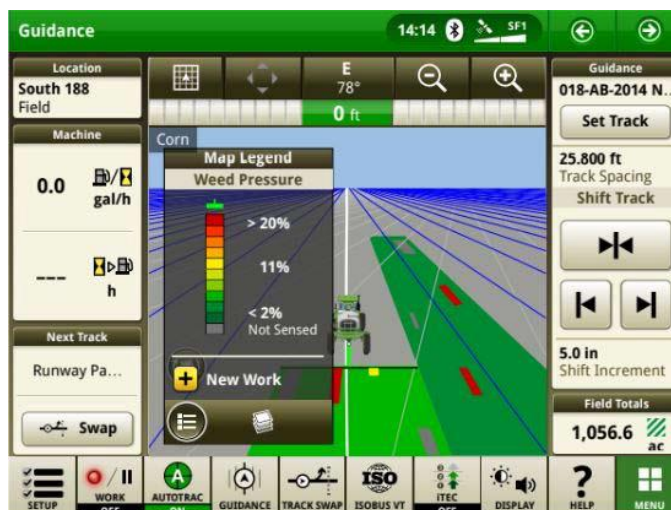 Guidance
14:14
SF1
Location
South 188
Field
Machine
0.0
gal/h
---
h
Next Track
Runway Pa...
Swap
E
78°
0 ft
Corn
Map Legend
Weed Pressure
> 20%
11%
< 2%
Not Sensed
New Work
Guidance
018-AB-2014 N..
Set Track
25.800 ft
Track Spacing
Shift Track
5.0 in
Shift Increment
Field Totals
1,056.6
ac
SETUP
WORK
OFF
A
AUTOTRAC
ON
GUIDANCE
TRACK SWAP
ISO
ISOBUS VT
iTEC
OFF
DISPLAY
?
HELP
MENU